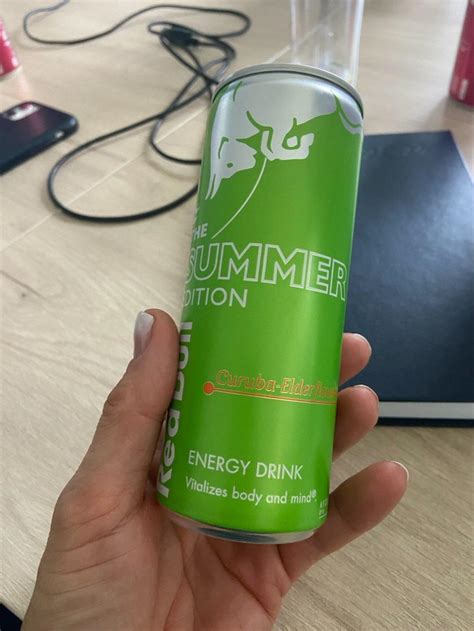 THE
SUMMER
EDITION
Red Bull
Curuba-Elder
ENERGY DRINK
Vitalizes body and mind®.